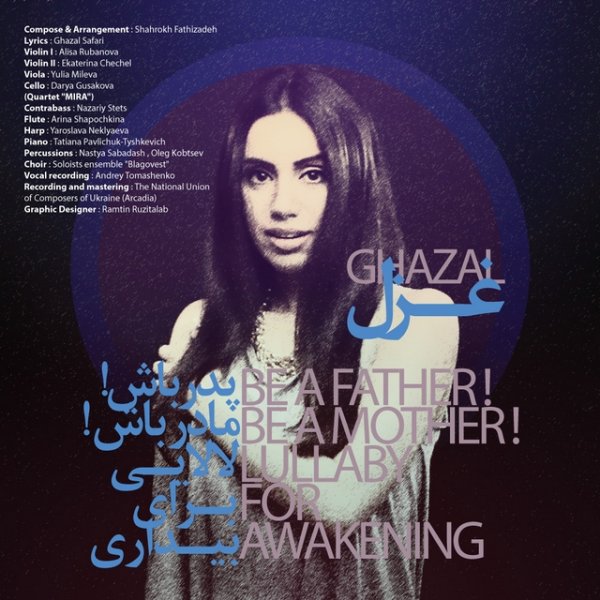 Compose & Arrangement : Shahrokh Fathizadeh
Lyrics : Ghazal Safari
Violin I : Alisa Rubanova
Violin II : Ekaterina Chechel
Viola : Yulia Mileva
Cello : Darya Gusakova
(Quartet "MIRA")
Contrabass : Nazariy Stets
Flute : Arina Shapochkina
Harp : Yaroslava Neklyaeva
Piano : Tatiana Pavlichuk-Tyshkevich
Percussions : Nastya Sabadash , Oleg Kobtsev
Choir : Soloists ensemble "Blagovest"
Vocal recording : Andrey Tomashenko
Recording and mastering : The National Union
of Composers of Ukraine (Arcadia)
Graphic Designer : Ramtin Ruzitalab
GHAZAL
غزل
پدر باش!
BE A FATHER!
مادر باش!
BE A MOTHER!
لالایی
LULLABY
برای
FOR
بیداری
AWAKENING